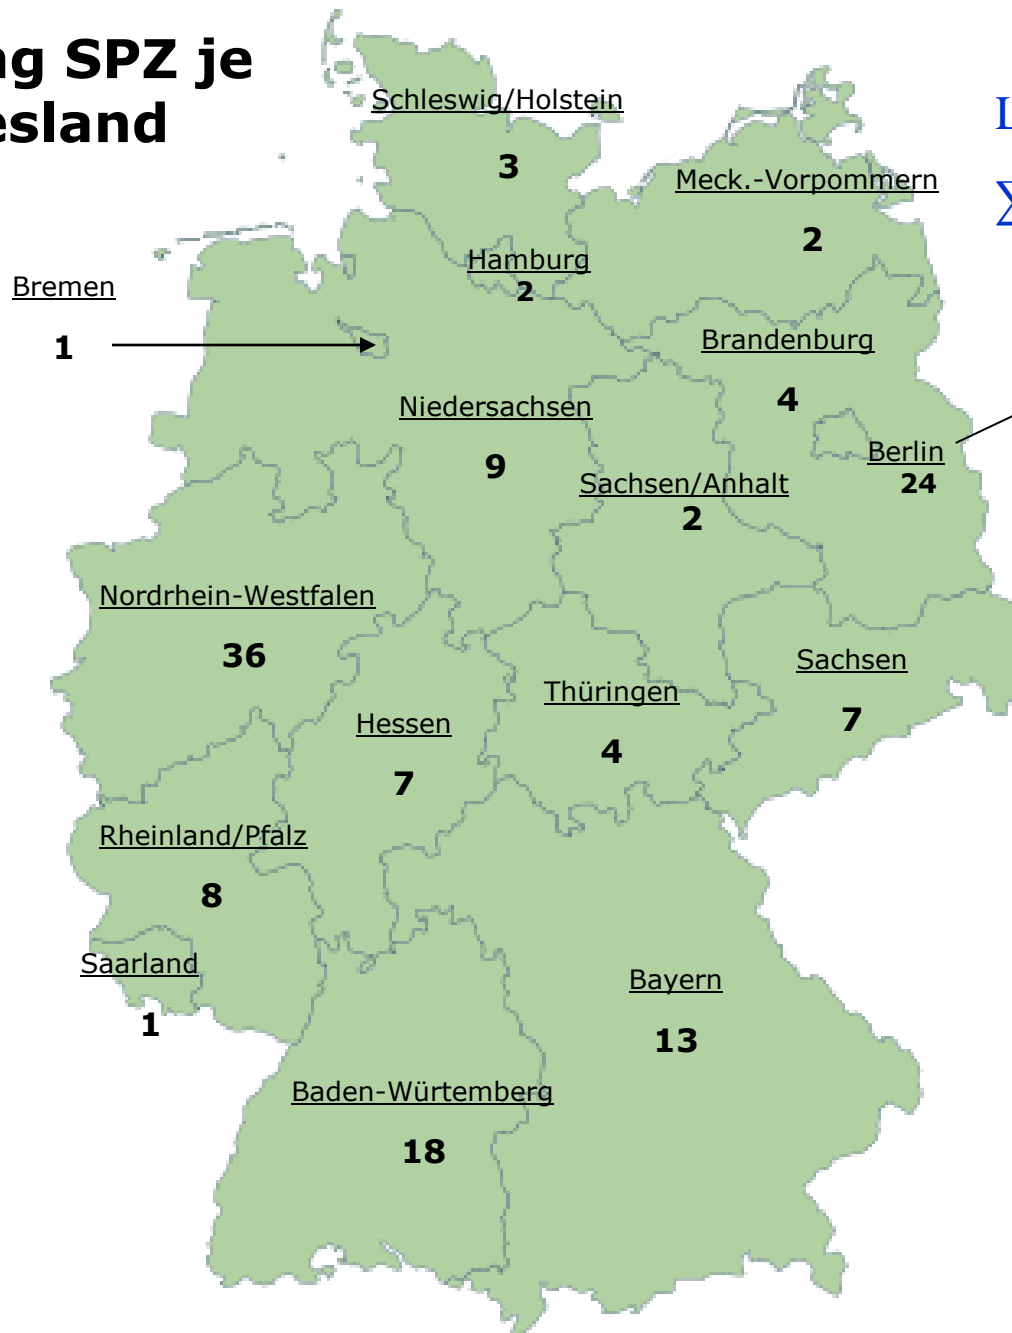 ng SPZ je
esland
L
∑
Schleswig/Holstein
3
Meck.-Vorpommern
2
Hamburg
2
Bremen
1
Brandenburg
4
Niedersachsen
9
Berlin
24
Sachsen/Anhalt
2
Nordrhein-Westfalen
36
Sachsen
7
Thüringen
4
Hessen
7
Rheinland/Pfalz
8
Saarland
1
Bayern
13
Baden-Würtemberg
18